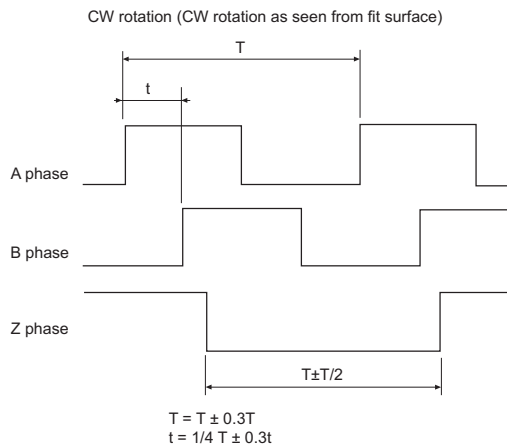 CW rotation (CW rotation as seen from fit surface)
T
t
A phase
B phase
Z phase
T±T/2
T = T ± 0.3T
t = 1/4 T ± 0.3t